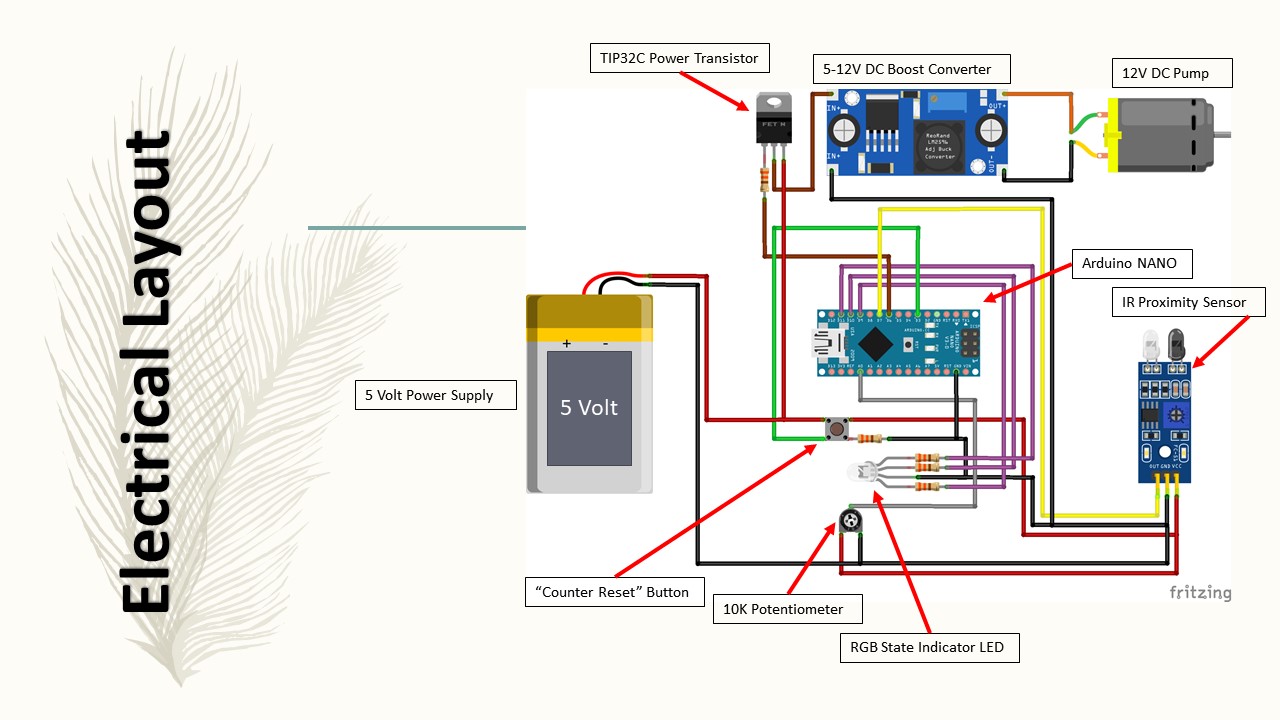 Electrical Layout
TIP32C Power Transistor
5-12V DC Boost Converter
12V DC Pump
FET N
IN+
OUT+
ReoRand
LM2596
Adj Buck
Converter
IN+
OUT-
Arduino NANO
IR Proximity Sensor
+ -
5 Volt Power Supply
5 Volt
OUT GND VCC
"Counter Reset" Button
10K Potentiometer
fritzing
RGB State Indicator LED